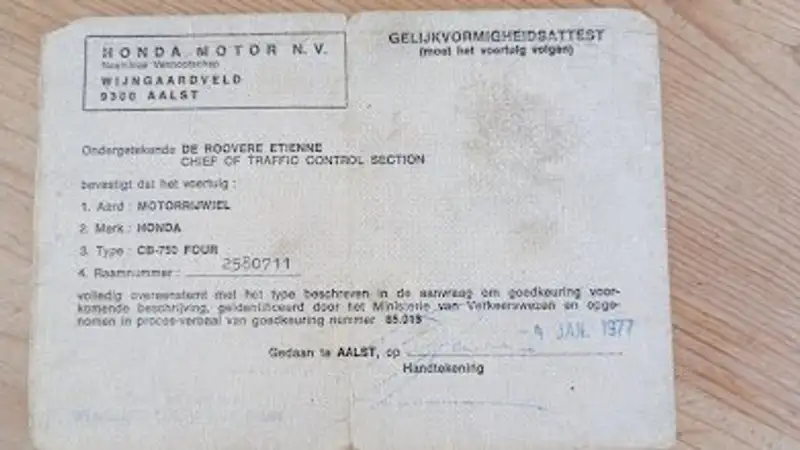 HONDA MOTOR N.V.
Naamloze Vennootschap
WIJNGAARDVELD
9300 AALST
GELIJKVORMIGHEIDSATTEST
(moet het voertuig volgen)
Ondergetekende DE ROOVERE ETIENNE
CHIEF OF TRAFFIC CONTROL SECTION
bevestigt dat het voertuig :
1. Aard : MOTORRIJWIEL
2. Merk : HONDA
3. Type : CB-750 FOUR
4. Raamnummer : 2580711
volledig overeenstemt met het type beschreven in de aanvraag om goedkeuring voor-
komende beschrijving, geïdentificeerd door het Ministerie van Verkeerswezen en opge-
nomen in proces-verbaal van goedkeuring nummer 85.015
- 4 JAN. 1977
Gedaan te AALST, op
Handtekening